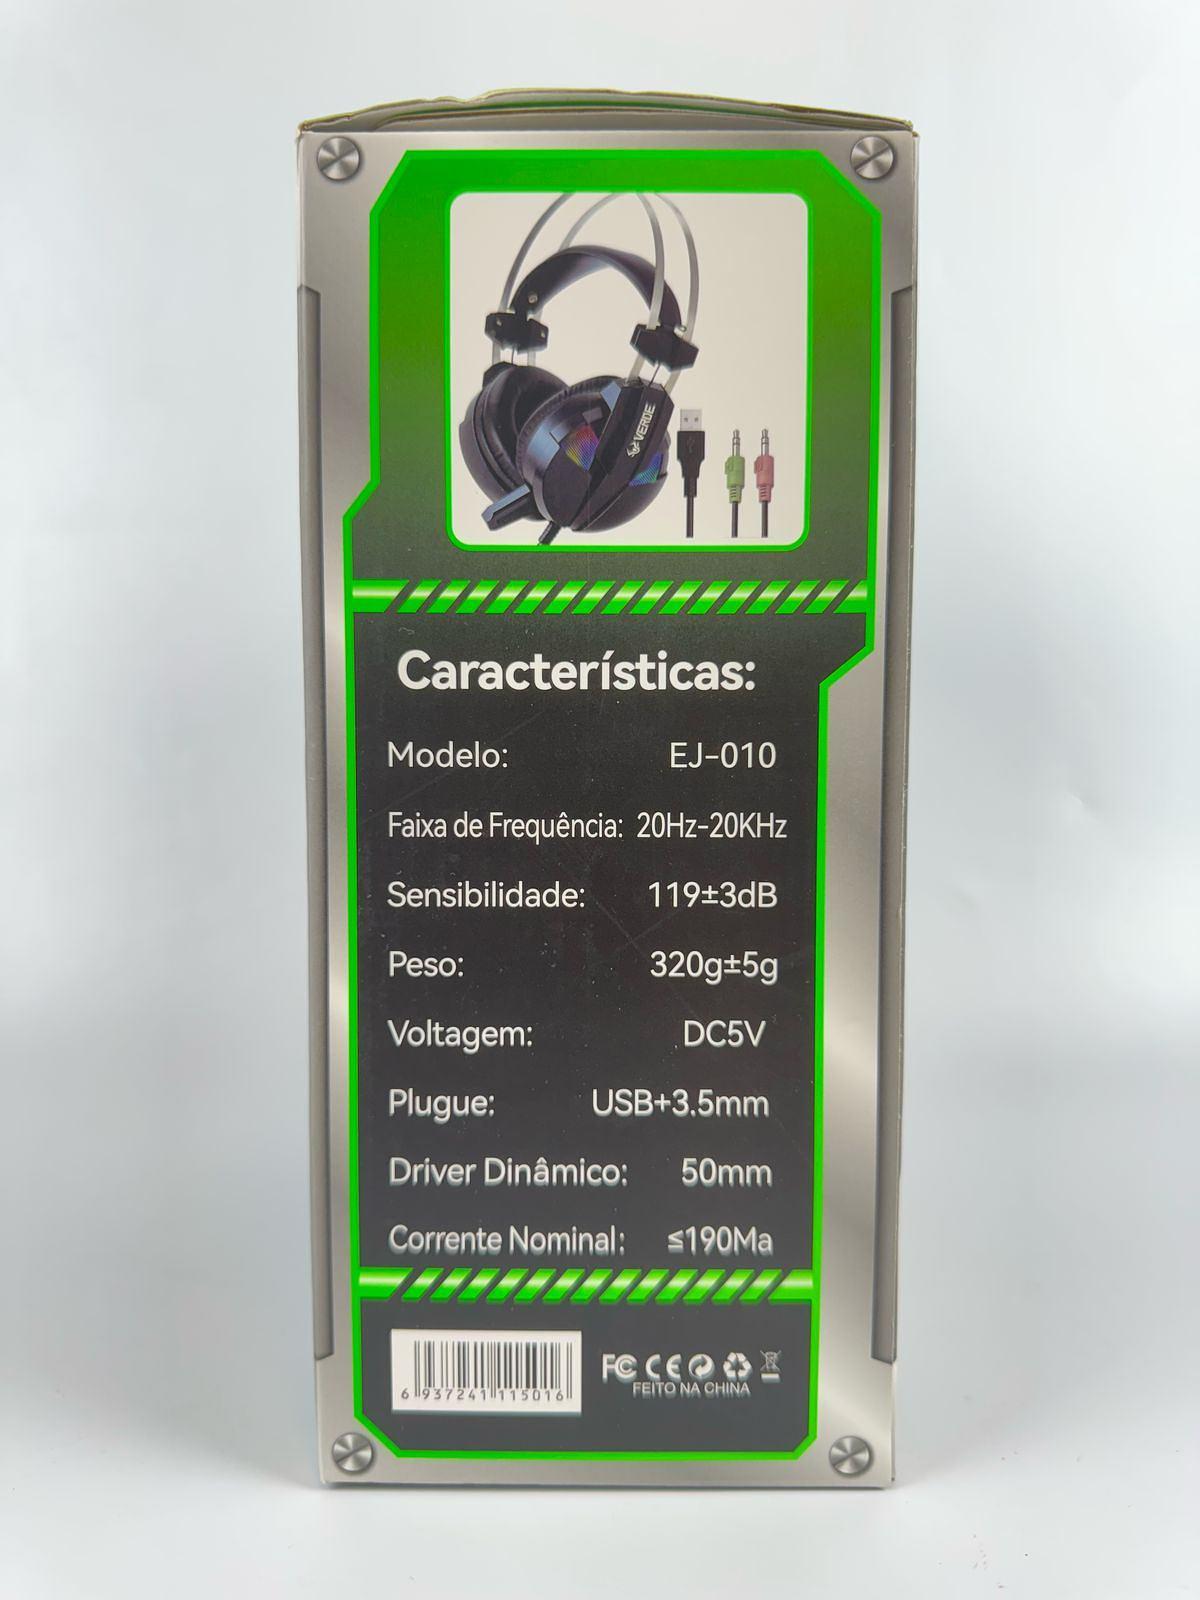 VERDE
Características:
Modelo: EJ-010
Faixa de Frequência: 20Hz-20KHz
Sensibilidade: 119±3dB
Peso: 320g±5g
Voltagem: DC5V
Plugue: USB+3.5mm
Driver Dinâmico: 50mm
Corrente Nominal: ≤190Ma
FC CE
FEITO NA CHINA
6 937241 115016